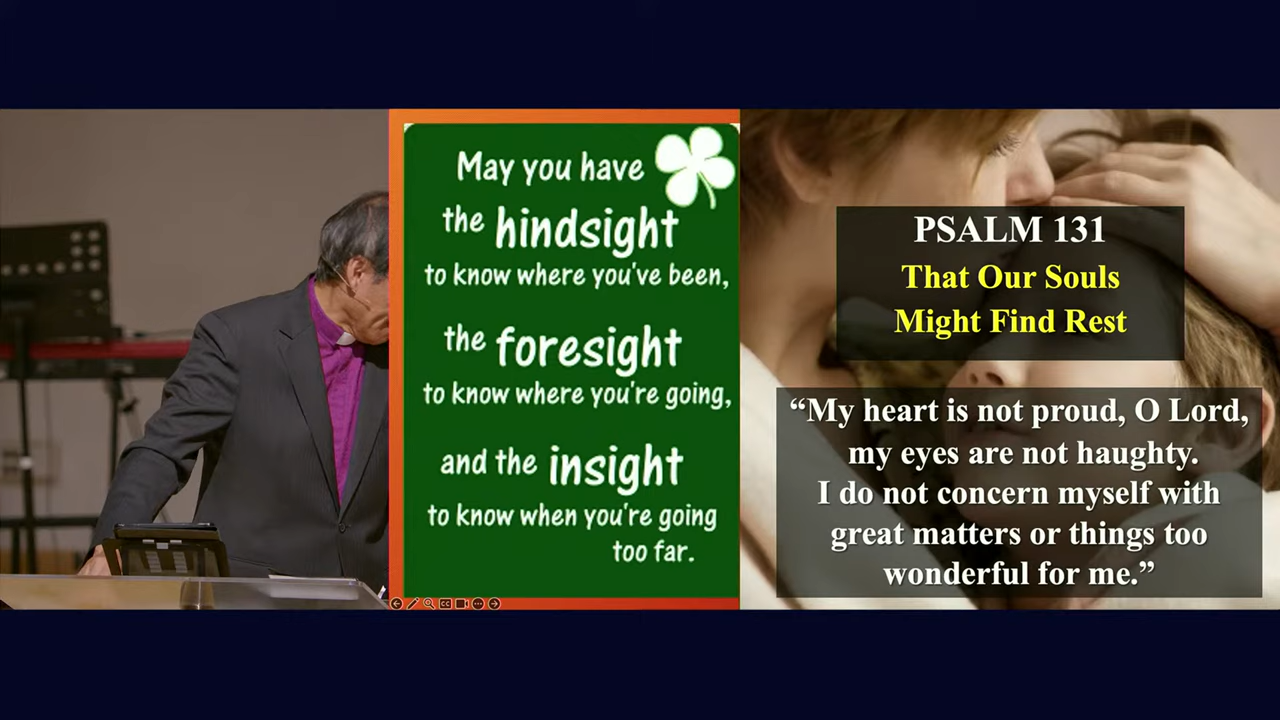 May you have
the hindsight
to know where you've been,
the foresight
to know where you're going,
and the insight
to know when you're going
too far.
PSALM 131
That Our Souls
Might Find Rest
“My heart is not proud, O Lord,
my eyes are not haughty.
I do not concern myself with
great matters or things too
wonderful for me.”